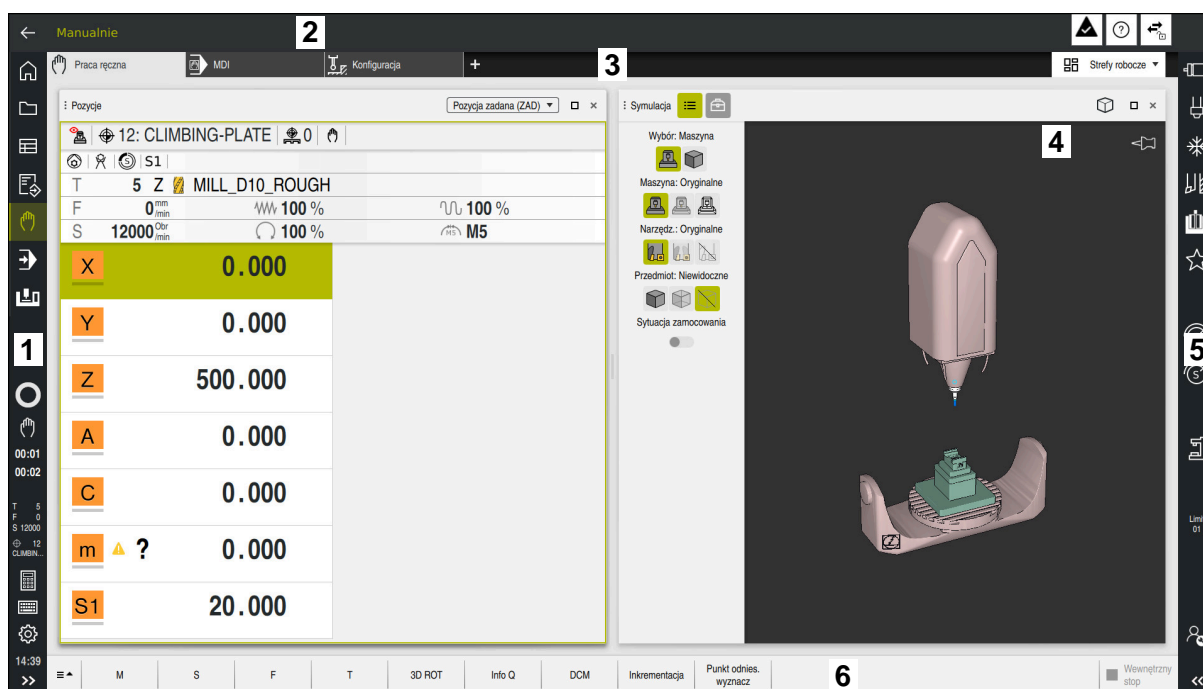 Manualnie
2
Praca ręczna
MDI
Konfiguracja
+
3
Strefy robocze
Pozycje
Pozycja zadana (ZAD)
12: CLIMBING-PLATE
0
S1
T 5 Z MILL_D10_ROUGH
F 0 mm/min 100 % 100 %
S 12000 Obr/min 100 % M5
X 0.000
Y 0.000
Z 500.000
A 0.000
C 0.000
m ? 0.000
S1 20.000
Symulacja
Wybór: Maszyna
Maszyna: Oryginalne
Narzędz.: Oryginalne
Przedmiot: Niewidoczne
Sytuacja zamocowania
4
1
00:01
00:02
T 5
F 0
S 12000
12
CLIMBIN...
14:39
5
Limit
01
M
S
F
T
3D ROT
Info Q
DCM
Inkrementacja
Punkt odnies.
wyznacz
6
Wewnętrzny
stop